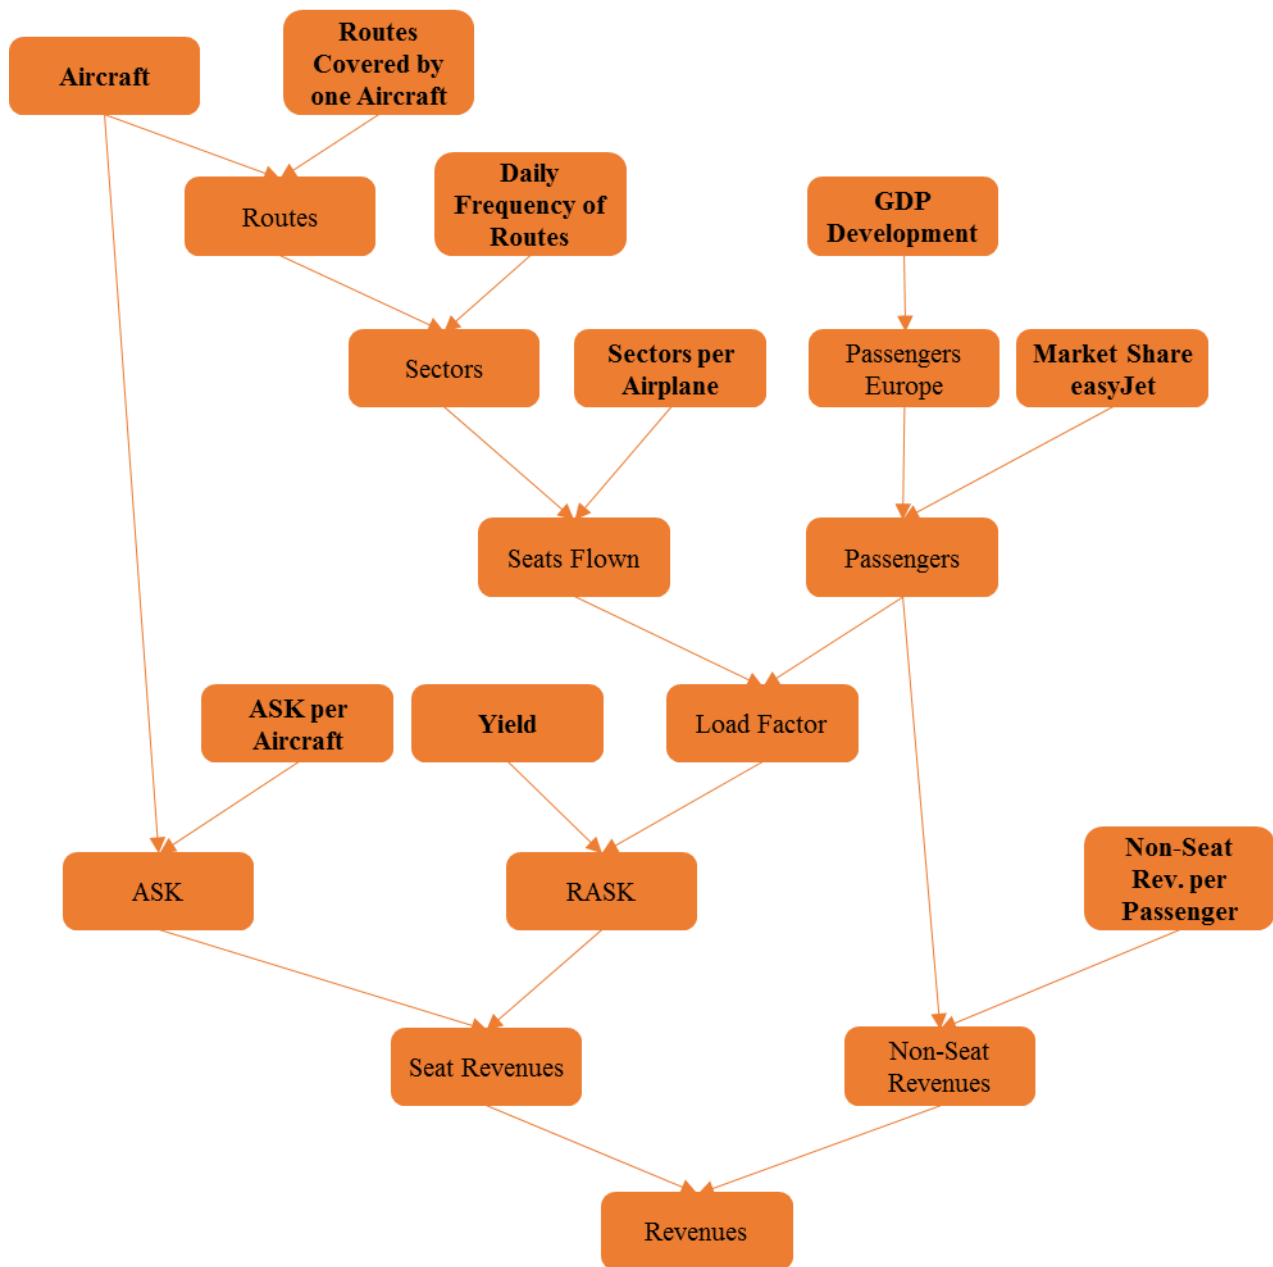 Aircraft
Routes
Covered by
one Aircraft
Routes
Daily
Frequency of
Routes
GDP
Development
Sectors
Sectors per
Airplane
Passengers
Europe
Market Share
easyJet
Seats Flown
Passengers
ASK per
Aircraft
Yield
Load Factor
ASK
RASK
Non-Seat
Rev. per
Passenger
Seat Revenues
Non-Seat
Revenues
Revenues